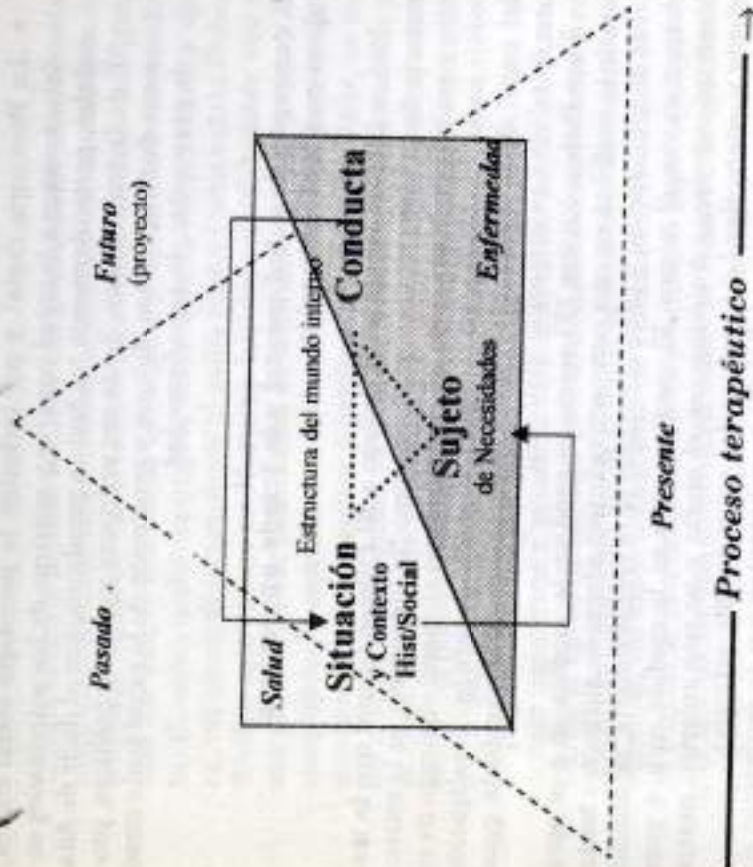 Pasado
Futuro
(proyecto)
Salud
Estructura del mundo interno
Situación
y Contexto
Hist/Social
Conducta
Sujeto
de Necesidades
Enfermedad
Presente
Proceso terapéutico